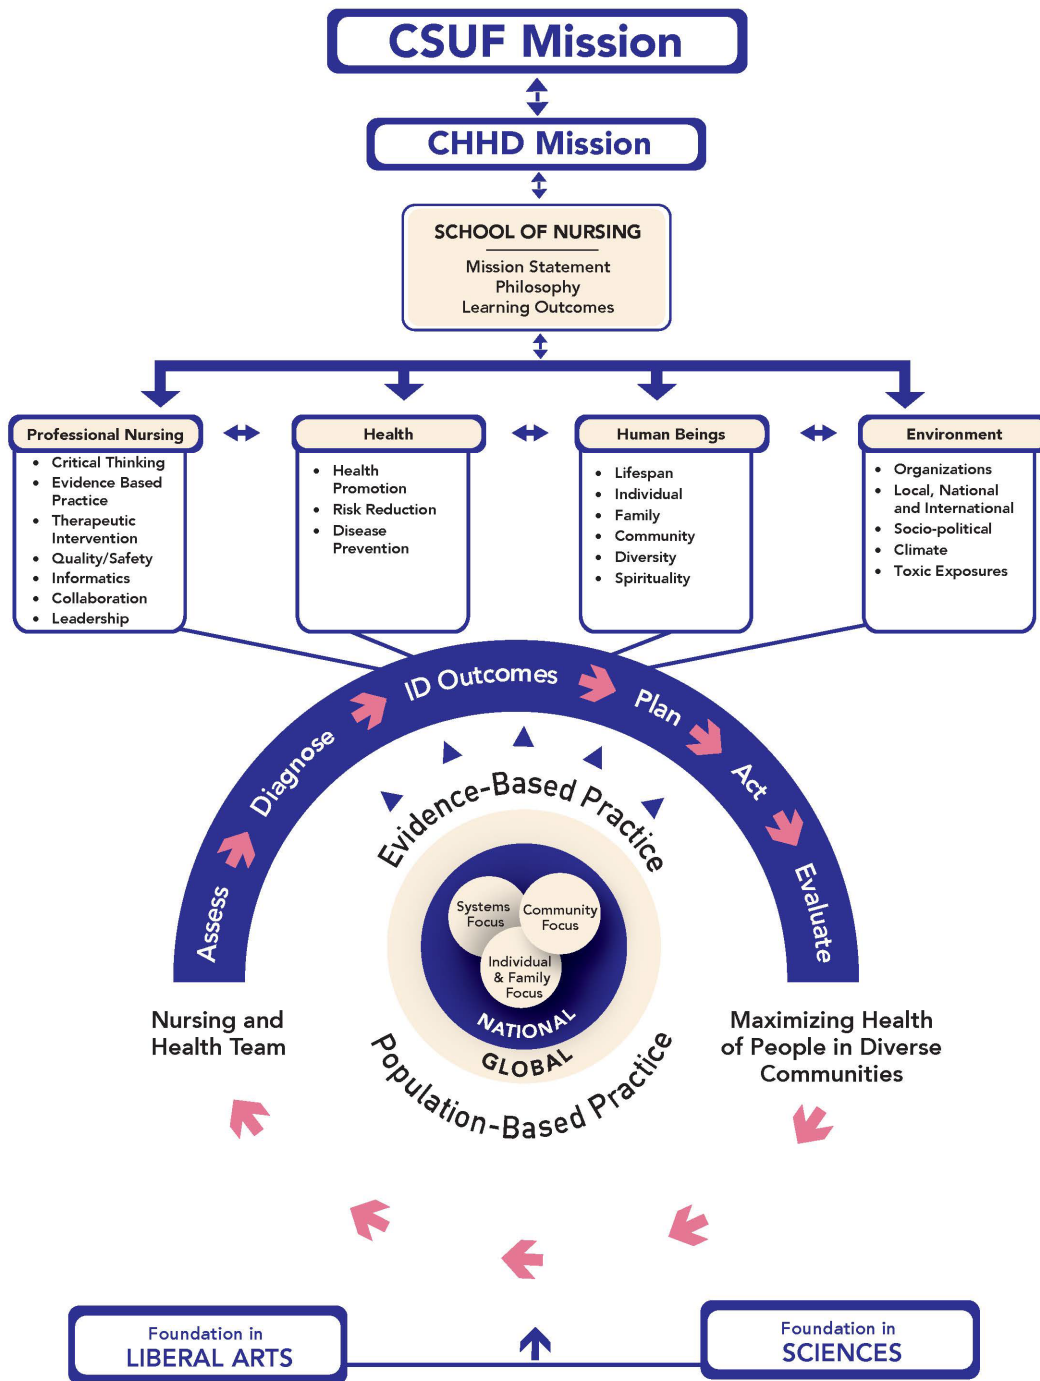 CSUF Mission
CHHD Mission
SCHOOL OF NURSING
Mission Statement
Philosophy
Learning Outcomes
Professional Nursing
• Critical Thinking
• Evidence Based
Practice
• Therapeutic
Intervention
• Quality/Safety
• Informatics
• Collaboration
• Leadership
Health
• Health
Promotion
• Risk Reduction
• Disease
Prevention
Human Beings
• Lifespan
• Individual
• Family
• Community
• Diversity
• Spirituality
Environment
• Organizations
• Local, National
and International
• Socio-political
• Climate
• Toxic Exposures
Assess
Diagnose
ID Outcomes
Plan
Act
Evaluate
Evidence-Based Practice
Systems
Focus
Community
Focus
Individual
& Family
Focus
NATIONAL
GLOBAL
Population-Based Practice
Nursing and
Health Team
Maximizing Health
of People in Diverse
Communities
Foundation in
LIBERAL ARTS
Foundation in
SCIENCES